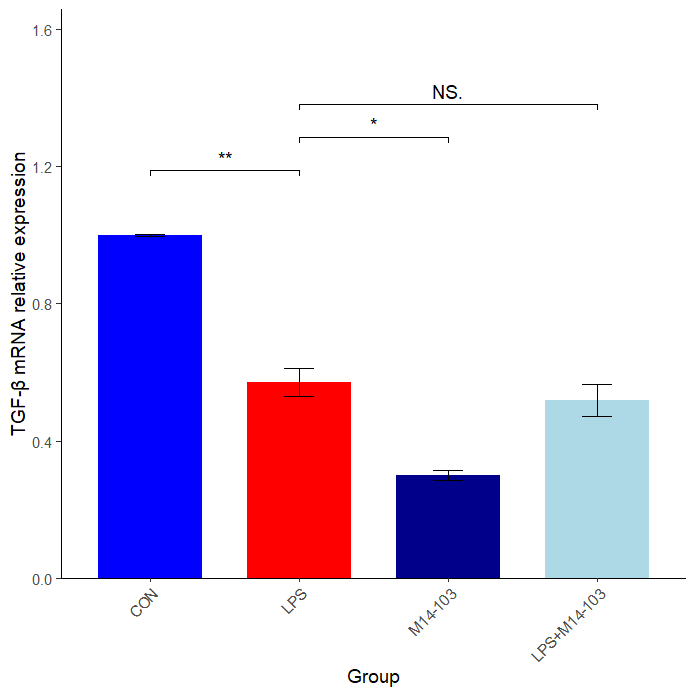 TGF-β mRNA relative expression
1.6
1.2
0.8
0.4
0.0
NS.
*
**
CON
LPS
M14-103
LPS+M14-103
Group